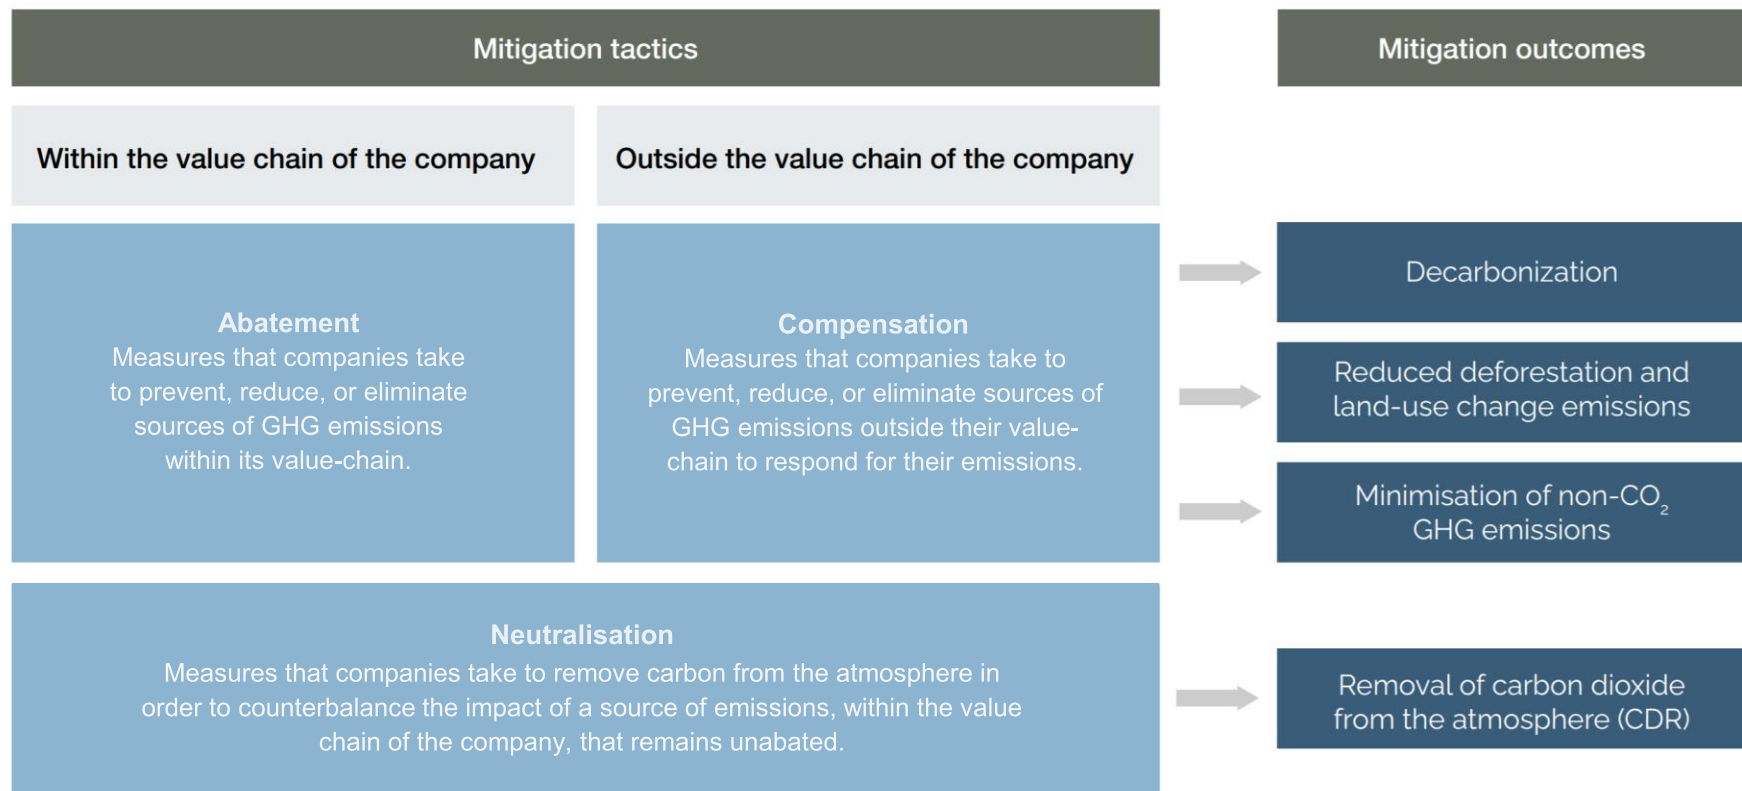 Mitigation tactics
Mitigation outcomes
Within the value chain of the company
Outside the value chain of the company
Abatement
Measures that companies take
to prevent, reduce, or eliminate
sources of GHG emissions
within its value-chain.
Compensation
Measures that companies take to
prevent, reduce, or eliminate sources of
GHG emissions outside their value-
chain to respond for their emissions.
Decarbonization
Reduced deforestation and
land-use change emissions
Minimisation of non-CO₂
GHG emissions
Neutralisation
Measures that companies take to remove carbon from the atmosphere in
order to counterbalance the impact of a source of emissions, within the value
chain of the company, that remains unabated.
Removal of carbon dioxide
from the atmosphere (CDR)